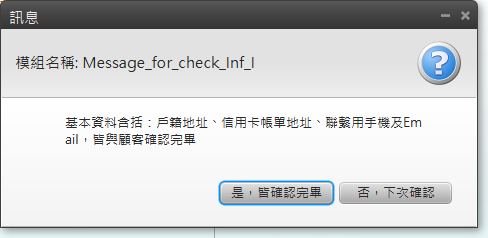 訊息
模組名稱: Message_for_check_Inf_I
基本資料含括：戶籍地址、信用卡帳單地址、聯繫用手機及Em
ail，皆與顧客確認完畢
是，皆確認完畢
否，下次確認